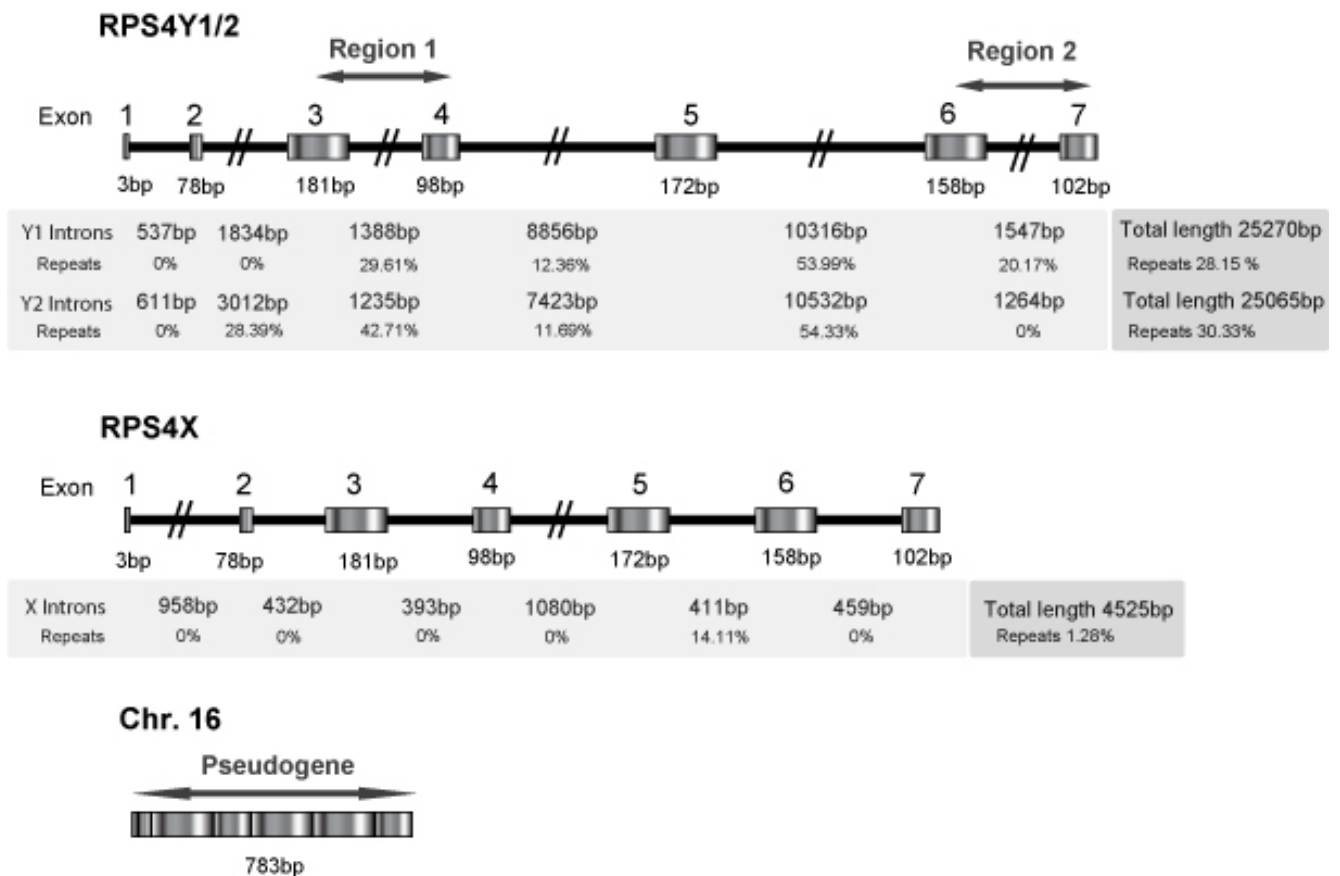 RPS4Y1/2
Region 1 Region 2
Exon 1 2 3 4 5 6 7
3bp 78bp 181bp 98bp 172bp 158bp 102bp
Y1 Introns 537bp 1834bp 1388bp 8856bp 10316bp 1547bp Total length 25270bp
Repeats 0% 0% 29.61% 12.36% 53.99% 20.17% Repeats 28.15 %
Y2 Introns 611bp 3012bp 1235bp 7423bp 10532bp 1264bp Total length 25065bp
Repeats 0% 28.39% 42.71% 11.69% 54.33% 0% Repeats 30.33%
RPS4X
Exon 1 2 3 4 5 6 7
3bp 78bp 181bp 98bp 172bp 158bp 102bp
X Introns 958bp 432bp 393bp 1080bp 411bp 459bp Total length 4525bp
Repeats 0% 0% 0% 0% 14.11% 0% Repeats 1.28%
Chr. 16
Pseudogene
783bp